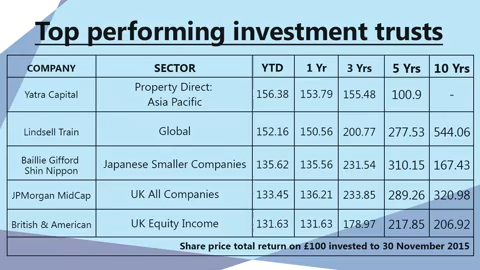 Top performing investment trusts
COMPANY SECTOR YTD 1 Yr 3 Yrs 5 Yrs 10 Yrs
Yatra Capital Property Direct: Asia Pacific 156.38 153.79 155.48 100.9 -
Lindsell Train Global 152.16 150.56 200.77 277.53 544.06
Baillie Gifford Shin Nippon Japanese Smaller Companies 135.62 135.56 231.54 310.15 167.43
JPMorgan MidCap UK All Companies 133.45 136.21 233.85 289.26 320.98
British & American UK Equity Income 131.63 131.63 178.97 217.85 206.92
Share price total return on £100 invested to 30 November 2015